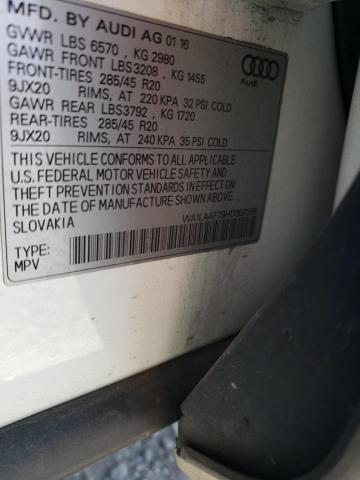 MFD. BY AUDI AG 01 16
GVWR LBS 6570 , KG 2980
GAWR FRONT LBS3208 , KG 1455
FRONT-TIRES 285/45 R20
9JX20 RIMS, AT 220 KPA 32 PSI COLD
GAWR REAR LBS3792 , KG 1720
REAR-TIRES 285/45 R20
9JX20 RIMS, AT 240 KPA 35 PSI COLD
Audi
THIS VEHICLE CONFORMS TO ALL APPLICABLE
U.S. FEDERAL MOTOR VEHICLE SAFETY AND
THEFT PREVENTION STANDARDS IN EFFECT ON THE
DATE OF MANUFACTURE SHOWN ABOVE.
SLOVAKIA
TYPE:
MPV